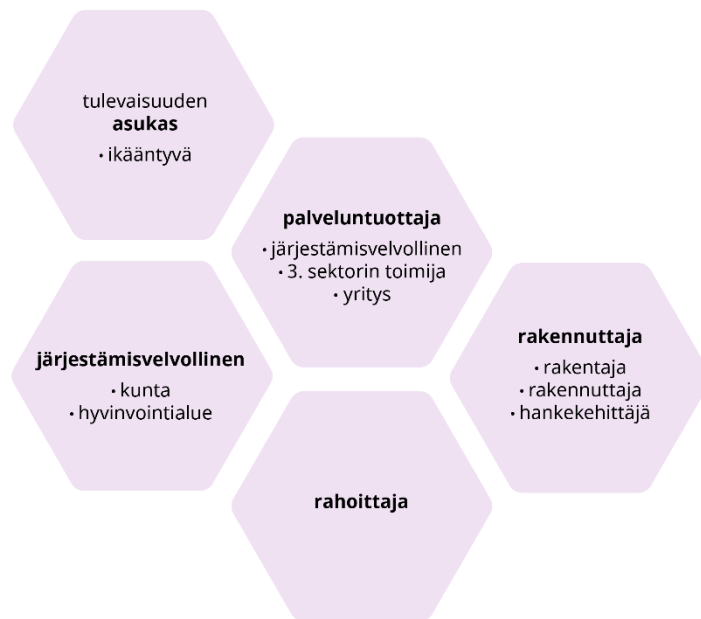 tulevaisuuden
asukas
• ikääntyvä
palveluntuottaja
• järjestämisvelvollinen
• 3. sektorin toimija
• yritys
järjestämisvelvollinen
• kunta
• hyvinvointialue
rakennuttaja
• rakentaja
• rakennuttaja
• hankekehittäjä
rahoittaja